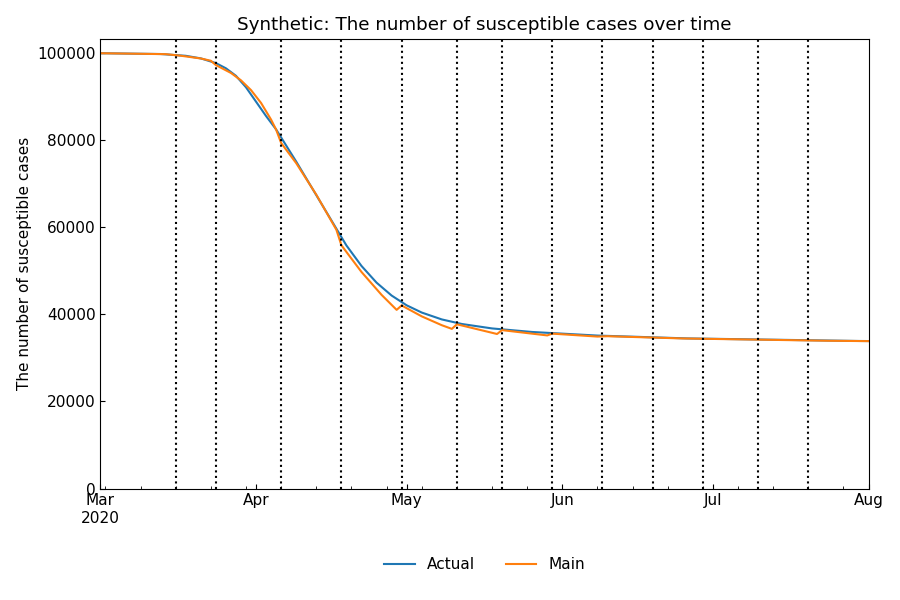 Synthetic: The number of susceptible cases over time
The number of susceptible cases
100000
80000
60000
40000
20000
0
Mar Apr May Jun Jul Aug
2020
Actual Main